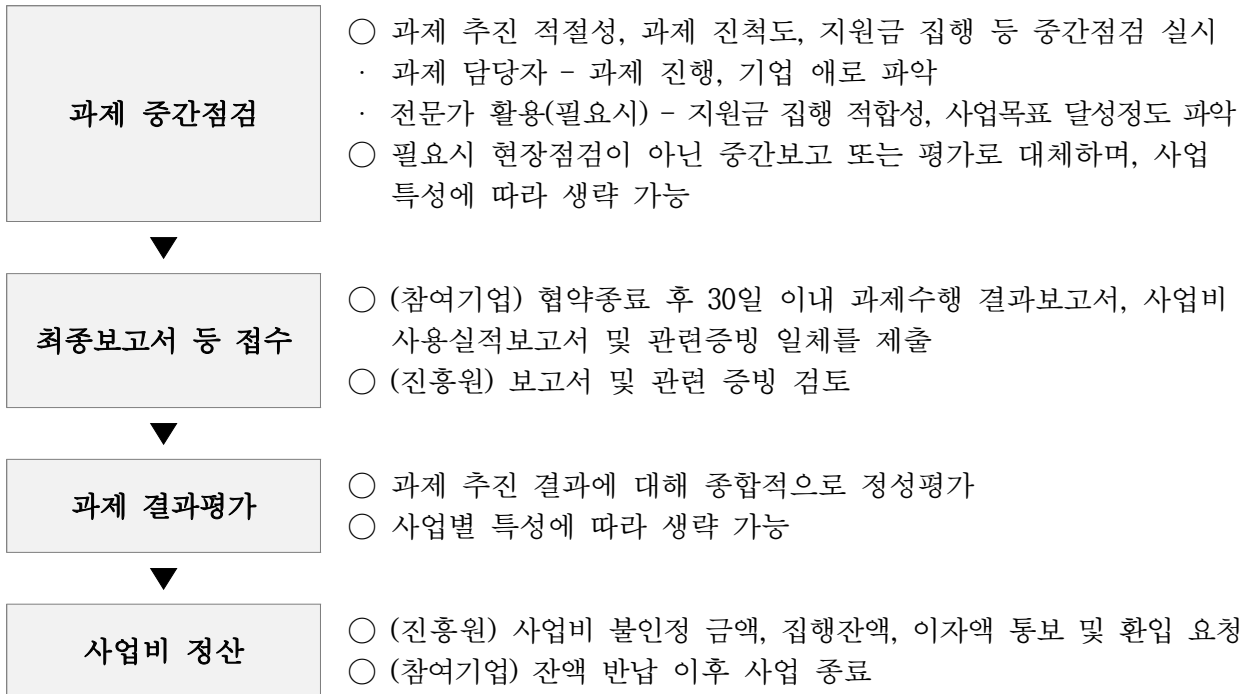 과제 중간점검
○ 과제 추진 적절성, 과제 진척도, 지원금 집행 등 중간점검 실시
· 과제 담당자 - 과제 진행, 기업 애로 파악
· 전문가 활용(필요시) - 지원금 집행 적합성, 사업목표 달성정도 파악
○ 필요시 현장점검이 아닌 중간보고 또는 평가로 대체하며, 사업
특성에 따라 생략 가능
▼
최종보고서 등 접수
○ (참여기업) 협약종료 후 30일 이내 과제수행 결과보고서, 사업비
사용실적보고서 및 관련증빙 일체를 제출
○ (진흥원) 보고서 및 관련 증빙 검토
▼
과제 결과평가
○ 과제 추진 결과에 대해 종합적으로 정성평가
○ 사업별 특성에 따라 생략 가능
▼
사업비 정산
○ (진흥원) 사업비 불인정 금액, 집행잔액, 이자액 통보 및 환입 요청
○ (참여기업) 잔액 반납 이후 사업 종료